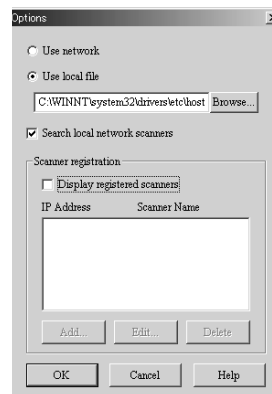 Options
Use network
Use local file
C:\WINNT\system32\drivers\etc\host Browse...
Search local network scanners
Scanner registration
Display registered scanners
IP Address Scanner Name
Add... Edit... Delete
OK Cancel Help